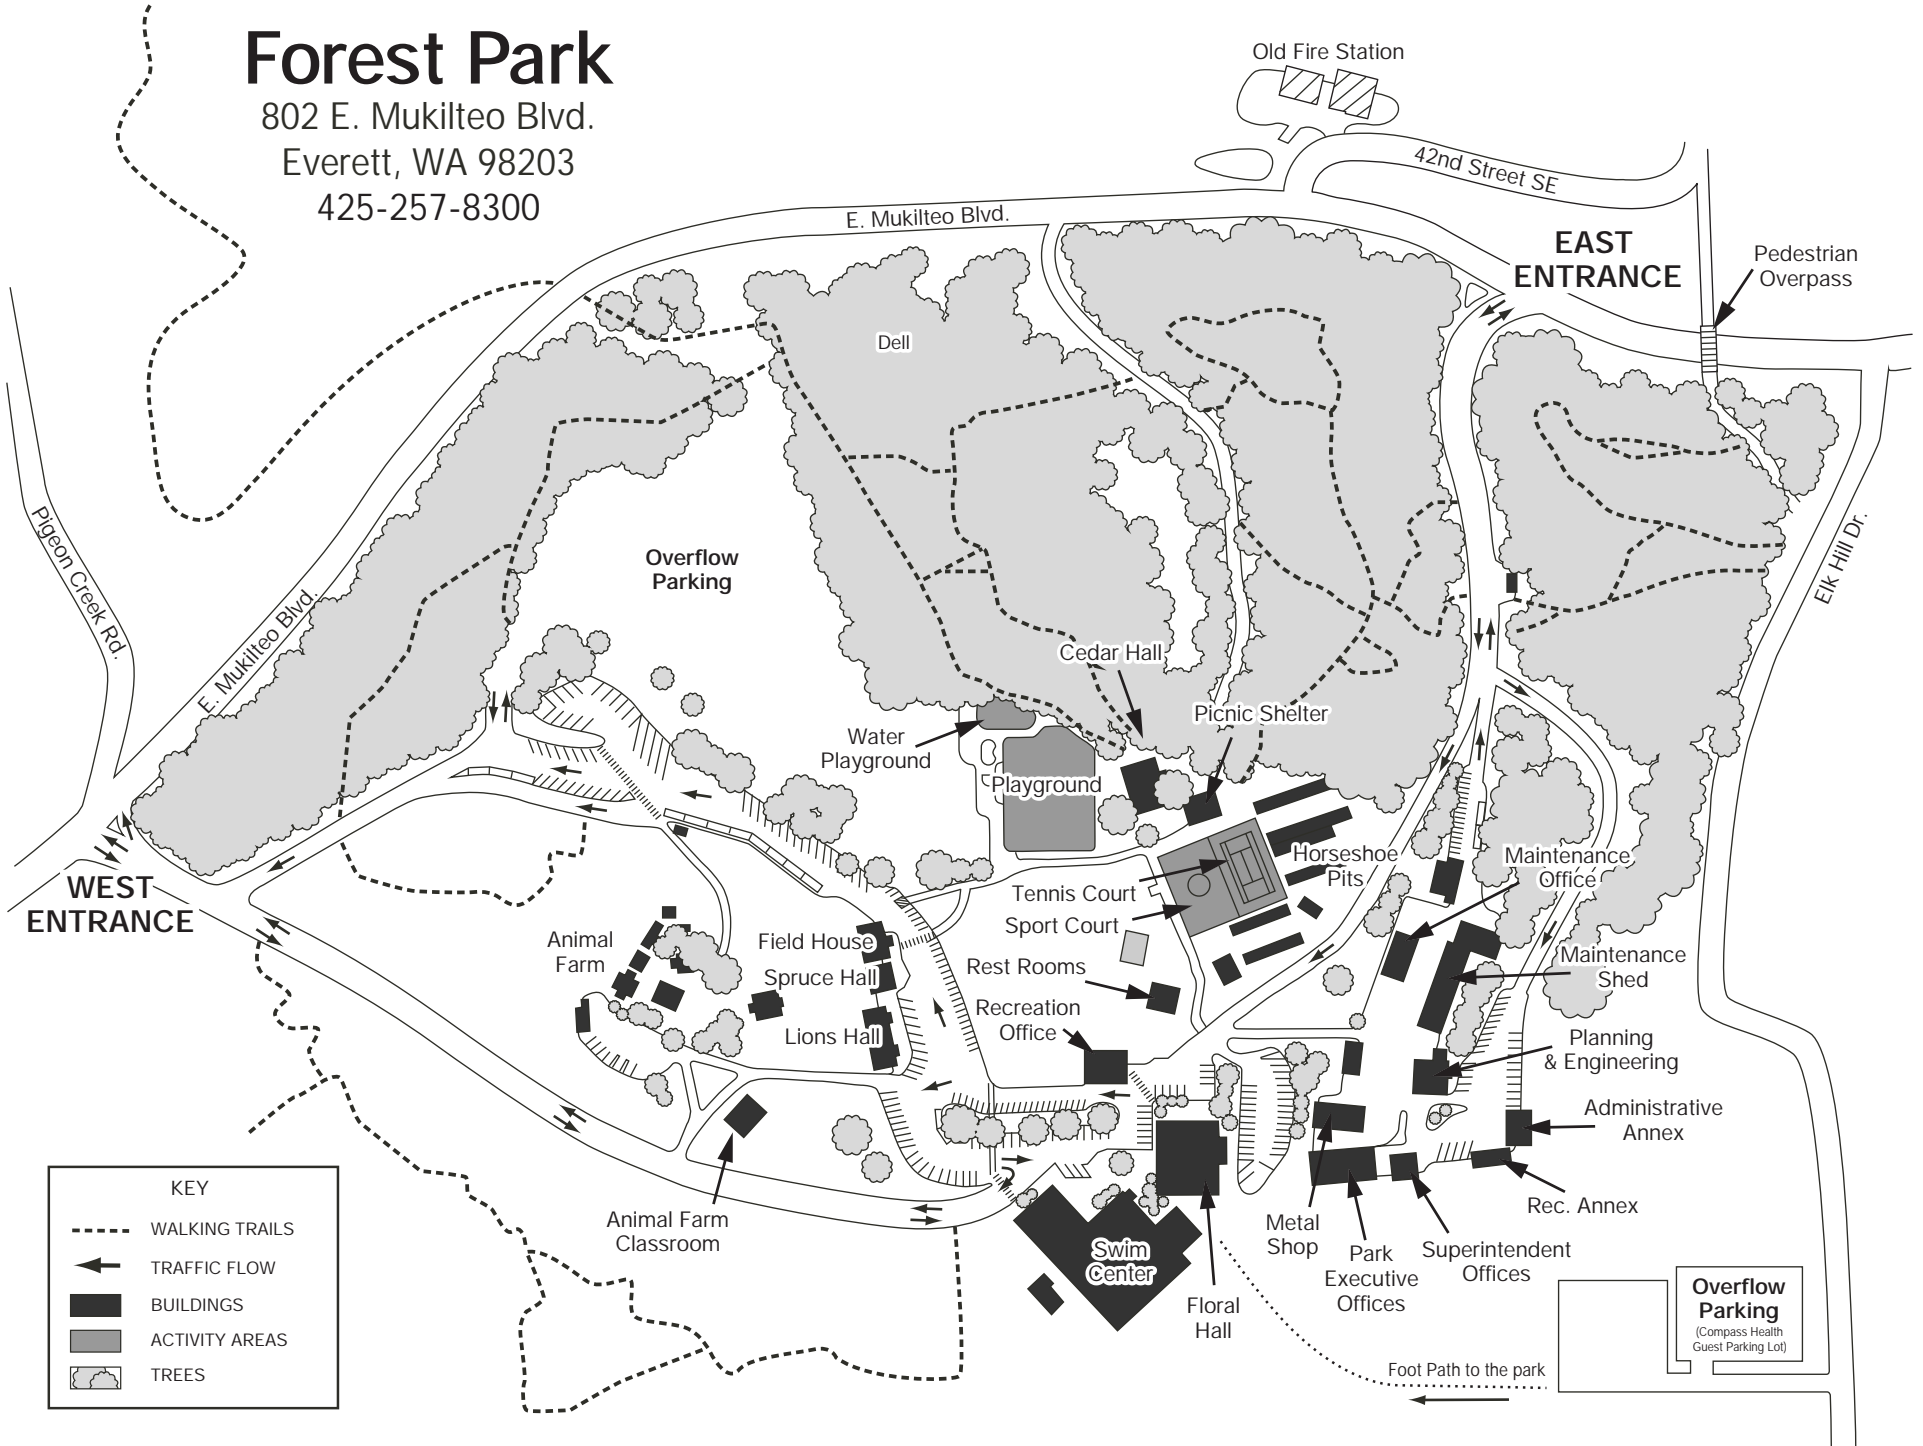 Forest Park
802 E. Mukilteo Blvd.
Everett, WA 98203
425-257-8300
Old Fire Station
42nd Street SE
E. Mukilteo Blvd.
EAST
ENTRANCE
Pedestrian
Overpass
Dell
Pigeon Creek Rd.
E. Mukilteo Blvd.
Overflow
Parking
Elk Hill Dr.
Cedar Hall
Picnic Shelter
Water
Playground
Playground
Horseshoe
Pits
Maintenance
Office
Tennis Court
Sport Court
WEST
ENTRANCE
Animal
Farm
Field House
Spruce Hall
Lions Hall
Rest Rooms
Recreation
Office
Maintenance
Shed
Planning
& Engineering
Administrative
Annex
Rec. Annex
Animal Farm
Classroom
Swim
Center
Floral
Hall
Metal
Shop
Park
Executive
Offices
Superintendent
Offices
Overflow
Parking
(Compass Health
Guest Parking Lot)
Foot Path to the park
KEY
WALKING TRAILS
TRAFFIC FLOW
BUILDINGS
ACTIVITY AREAS
TREES